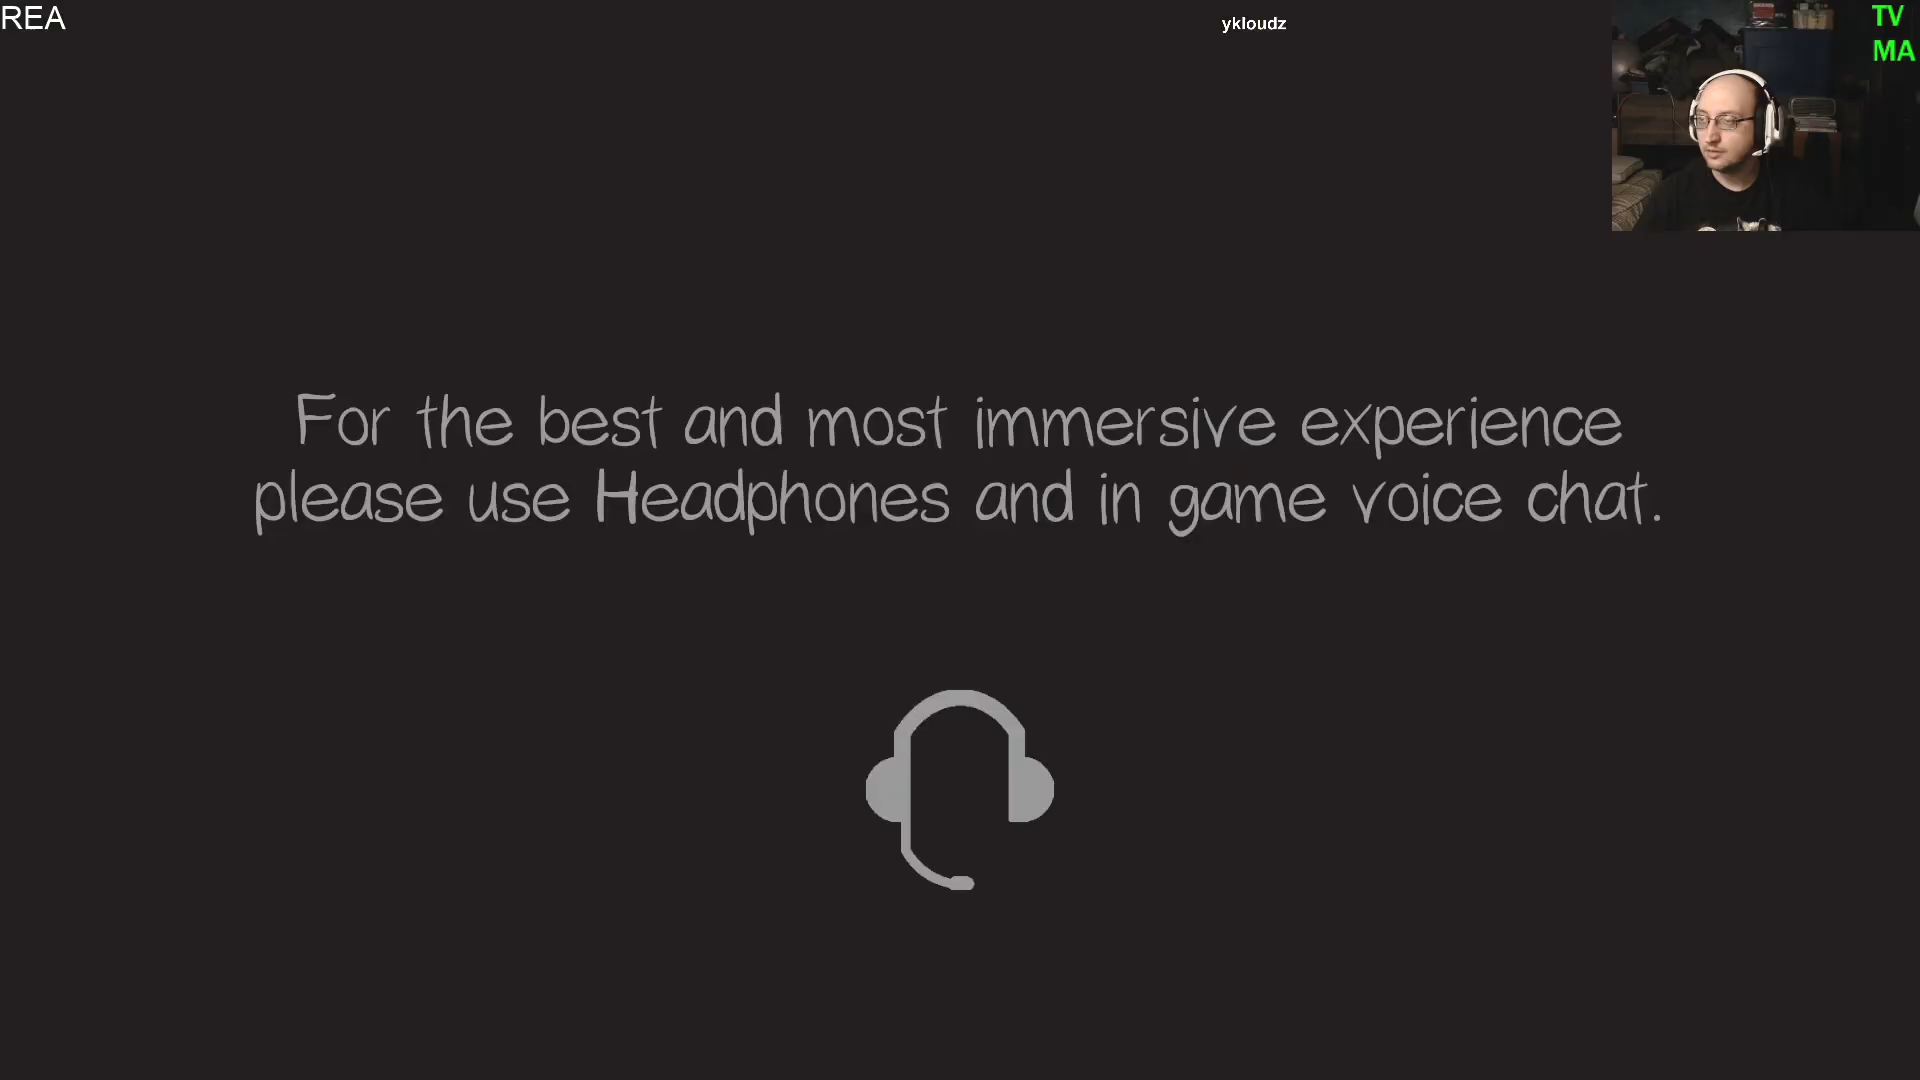 REA
ykloudz
TV
MA
For the best and most immersive experience
please use Headphones and in game voice chat.